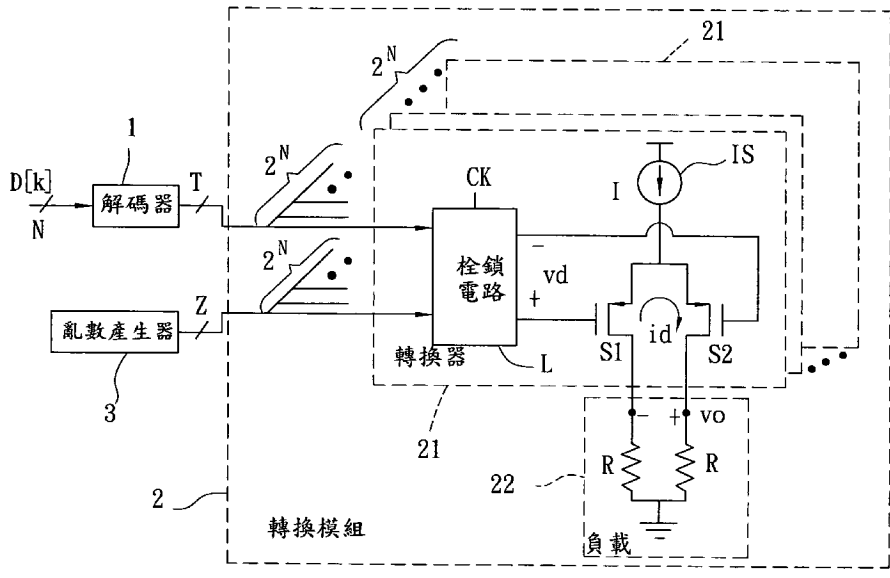 21
2^N
1
2^N
IS
D[k]
T
CK
I
解碼器
N
−
栓鎖
電路
vd
2^N
+
Z
亂數產生器
S1
id
S2
轉換器
L
3
− + vo
21
R
R
22
2
轉換模組
負載